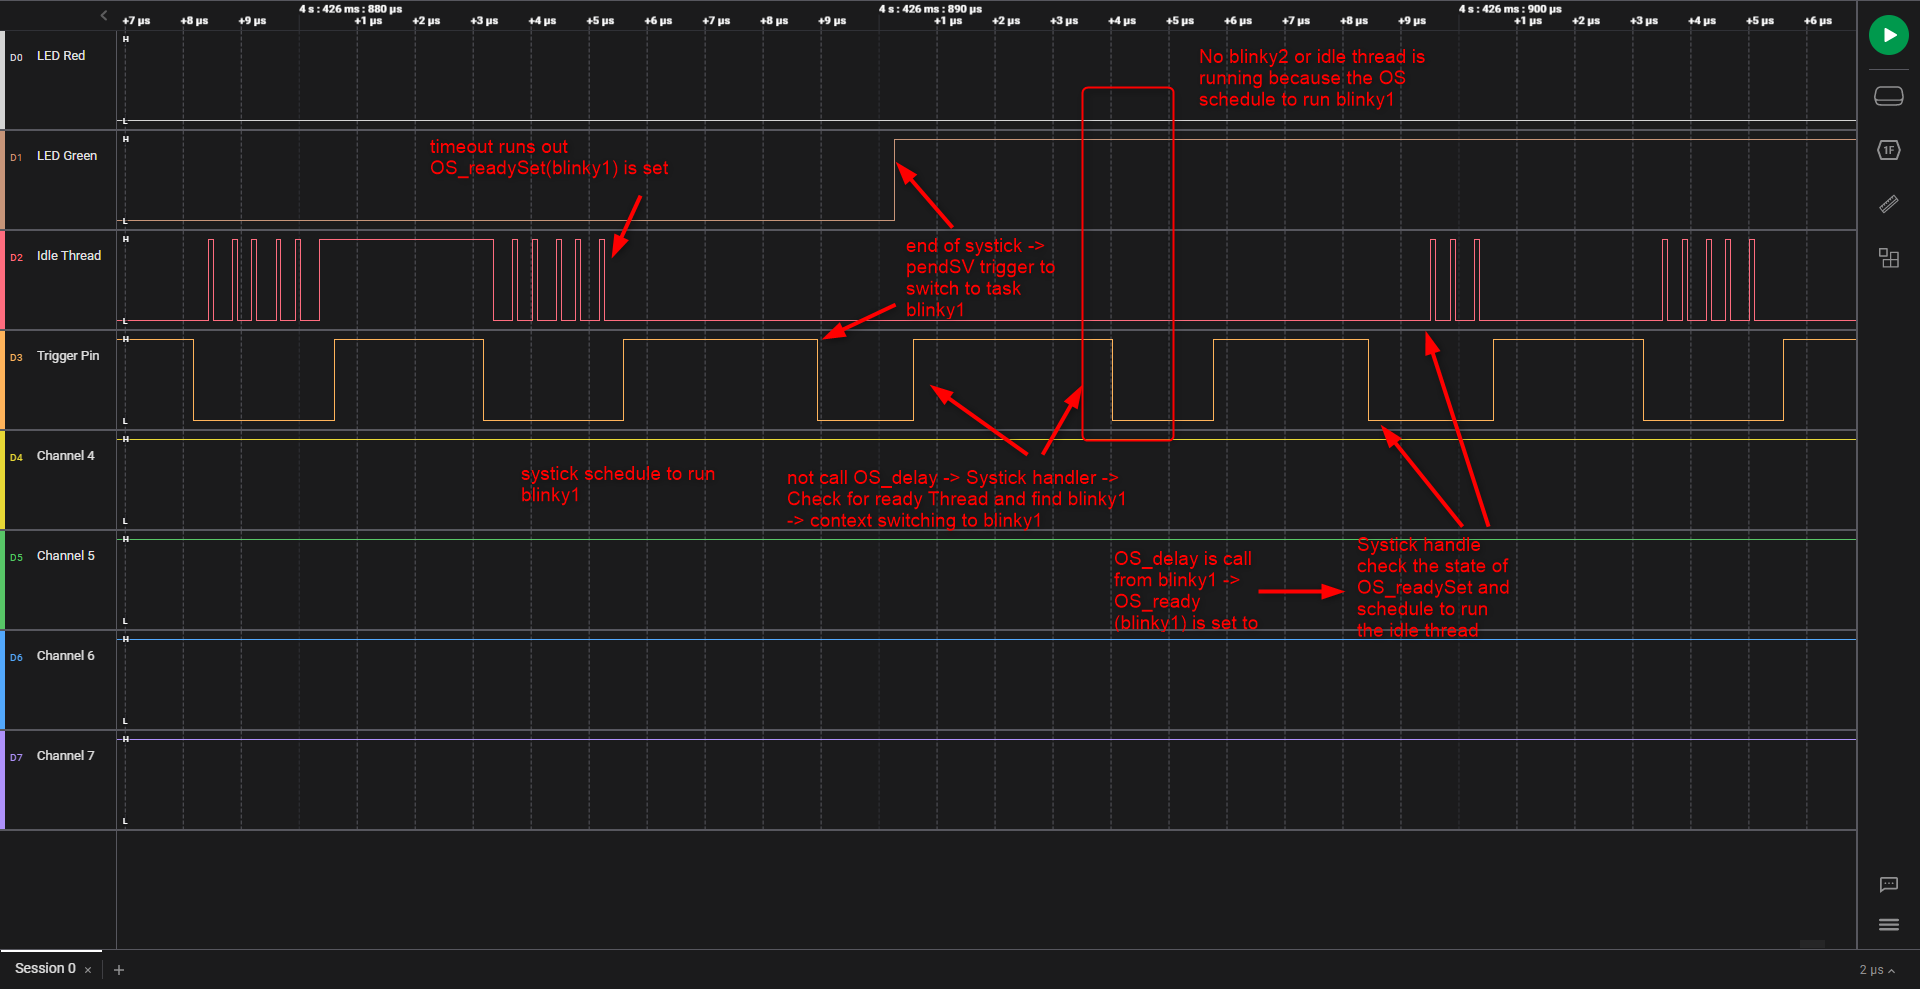 4 s : 426 ms : 880 µs
4 s : 426 ms : 890 µs
4 s : 426 ms : 900 µs
+7 µs +8 µs +9 µs +1 µs +2 µs +3 µs +4 µs +5 µs +6 µs +7 µs +8 µs +9 µs +1 µs +2 µs +3 µs +4 µs +5 µs +6 µs +7 µs +8 µs +9 µs +1 µs +2 µs +3 µs +4 µs +5 µs +6 µs
D0 LED Red
H
L
No blinky2 or idle thread is
running because the OS
schedule to run blinky1
D1 LED Green
H
L
timeout runs out
OS_readySet(blinky1) is set
D2 Idle Thread
H
L
end of systick ->
pendSV trigger to
switch to task
blinky1
D3 Trigger Pin
H
L
D4 Channel 4
H
L
systick schedule to run
blinky1
not call OS_delay -> Systick handler ->
Check for ready Thread and find blinky1
-> context switching to blinky1
D5 Channel 5
H
L
OS_delay is call
from blinky1 ->
OS_ready
(blinky1) is set to
Systick handle
check the state of
OS_readySet and
schedule to run
the idle thread
D6 Channel 6
H
L
D7 Channel 7
H
L
1F
Session 0 × +
2 µs